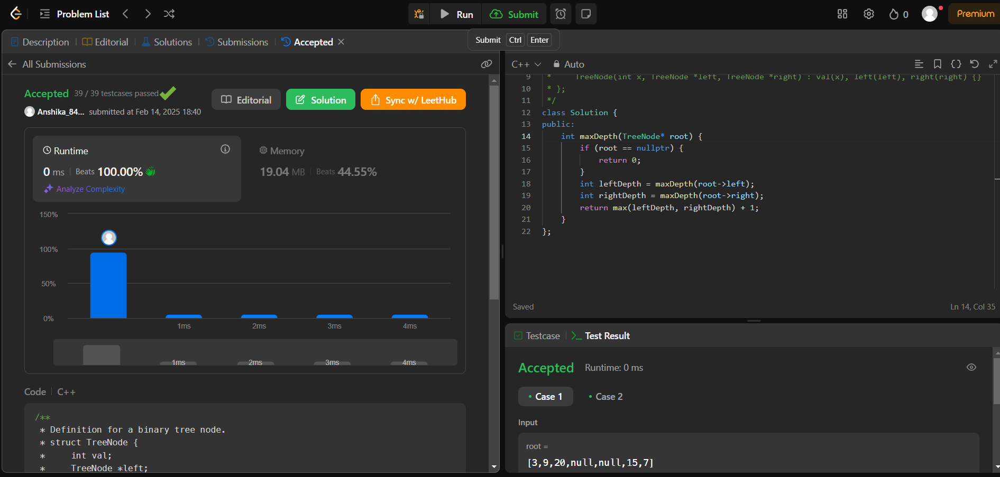 Problem List
Run
Submit
0
Premium
Submit Ctrl Enter
Description
Editorial
Solutions
Submissions
Accepted
All Submissions
Accepted 39 / 39 testcases passed
Anshika_84... submitted at Feb 14, 2025 18:40
Editorial
Solution
Sync w/ LeetHub
Runtime
0 ms Beats 100.00%
Analyze Complexity
Memory
19.04 MB Beats 44.55%
150%
100%
50%
0%
1ms 2ms 3ms 4ms
1ms 2ms 3ms 4ms
Code C++
/**
* Definition for a binary tree node.
* struct TreeNode {
*     int val;
*     TreeNode *left;
C++ Auto
9 *     TreeNode(int x, TreeNode *left, TreeNode *right) : val(x), left(left), right(right) {}
10 * };
11 */
12 class Solution {
13 public:
14     int maxDepth(TreeNode* root) {
15         if (root == nullptr) {
16             return 0;
17         }
18         int leftDepth = maxDepth(root->left);
19         int rightDepth = maxDepth(root->right);
20         return max(leftDepth, rightDepth) + 1;
21     }
22 };
Saved
Ln 14, Col 35
Testcase
Test Result
Accepted Runtime: 0 ms
Case 1
Case 2
Input
root =
[3,9,20,null,null,15,7]